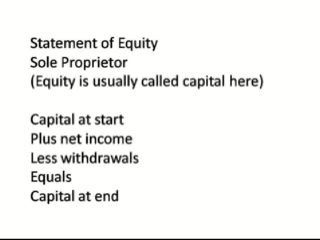 Statement of Equity
Sole Proprietor
(Equity is usually called capital here)
Capital at start
Plus net income
Less withdrawals
Equals
Capital at end